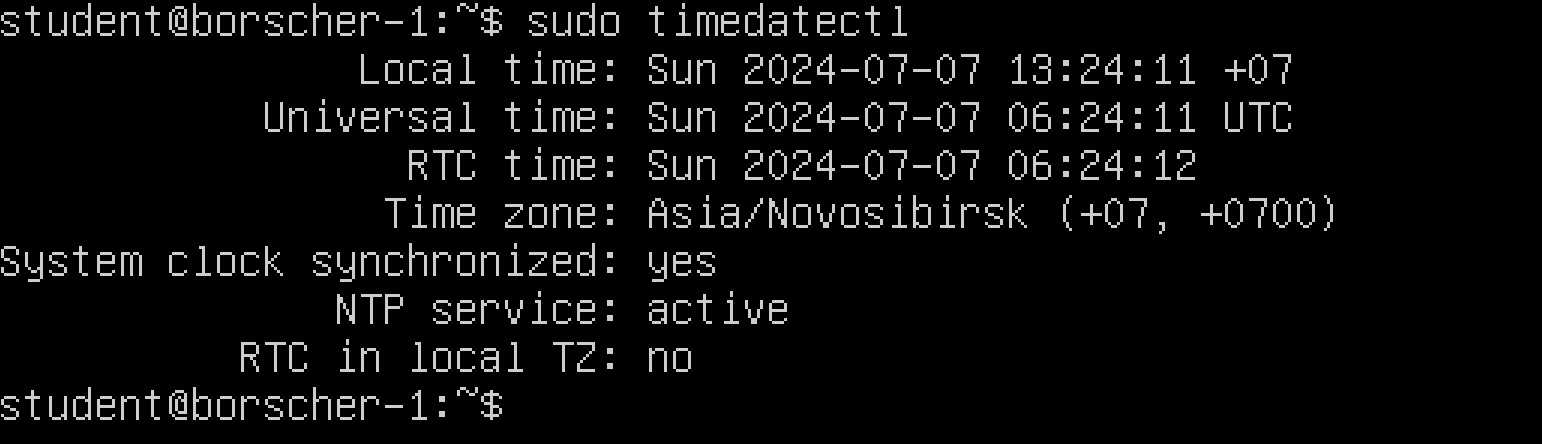 student@borscher-1:~$ sudo timedatectl
Local time: Sun 2024-07-07 13:24:11 +07
Universal time: Sun 2024-07-07 06:24:11 UTC
RTC time: Sun 2024-07-07 06:24:12
Time zone: Asia/Novosibirsk (+07, +0700)
System clock synchronized: yes
NTP service: active
RTC in local TZ: no
student@borscher-1:~$